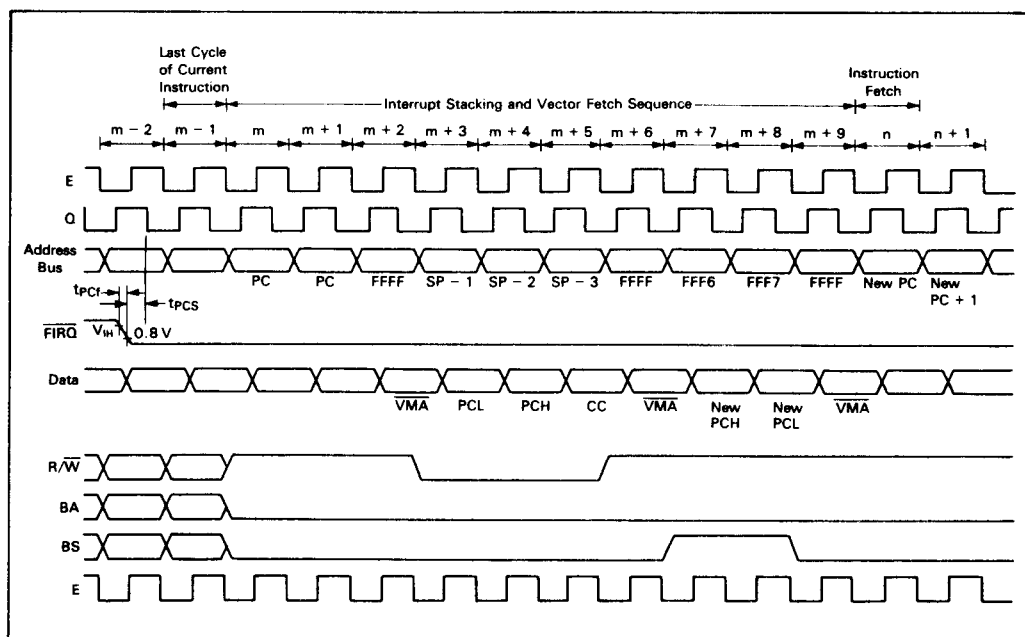 Last Cycle
of Current
Instruction
Instruction
Fetch
Interrupt Stacking and Vector Fetch Sequence
m − 2 m − 1 m m + 1 m + 2 m + 3 m + 4 m + 5 m + 6 m + 7 m + 8 m + 9 n n + 1
E
Q
Address
Bus
PC PC FFFF SP − 1 SP − 2 SP − 3 FFFF FFF6 FFF7 FFFF New PC New
PC + 1
tPCf
tPCS
FIRQ VIH 0.8 V
Data
VMA PCL PCH CC VMA New
PCH
New
PCL
VMA
R/W
BA
BS
E